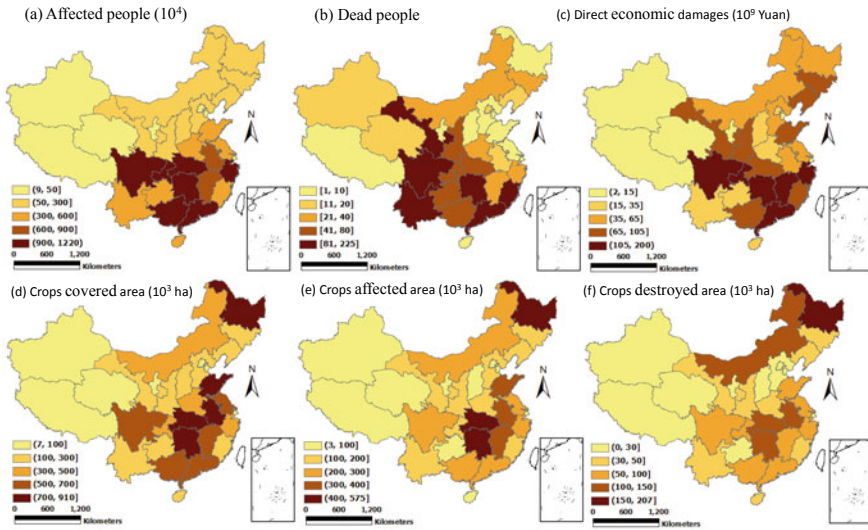 (a) Affected people (10⁴)
N
(9, 50]
(50, 300]
(300, 600]
(600, 900]
(900, 1220]
0 600 1,200
Kilometers
(b) Dead people
N
[1, 10]
[11, 20]
[21, 40]
[41, 80]
[81, 225]
0 600 1,200
Kilometers
(c) Direct economic damages (10⁹ Yuan)
N
(2, 15]
(15, 35]
(35, 65]
(65, 105]
(105, 200)
0 600 1,200
Kilometers
(d) Crops covered area (10³ ha)
N
(7, 100]
(100, 300]
(300, 500]
(500, 700]
(700, 910]
0 600 1,200
Kilometers
(e) Crops affected area (10³ ha)
N
(3, 100]
(100, 200]
(200, 300]
(300, 400]
(400, 575]
0 600 1,200
Kilometers
(f) Crops destroyed area (10³ ha)
N
(0, 30]
(30, 50]
(50, 100]
(100, 150]
(150, 207]
0 600 1,200
Kilometers